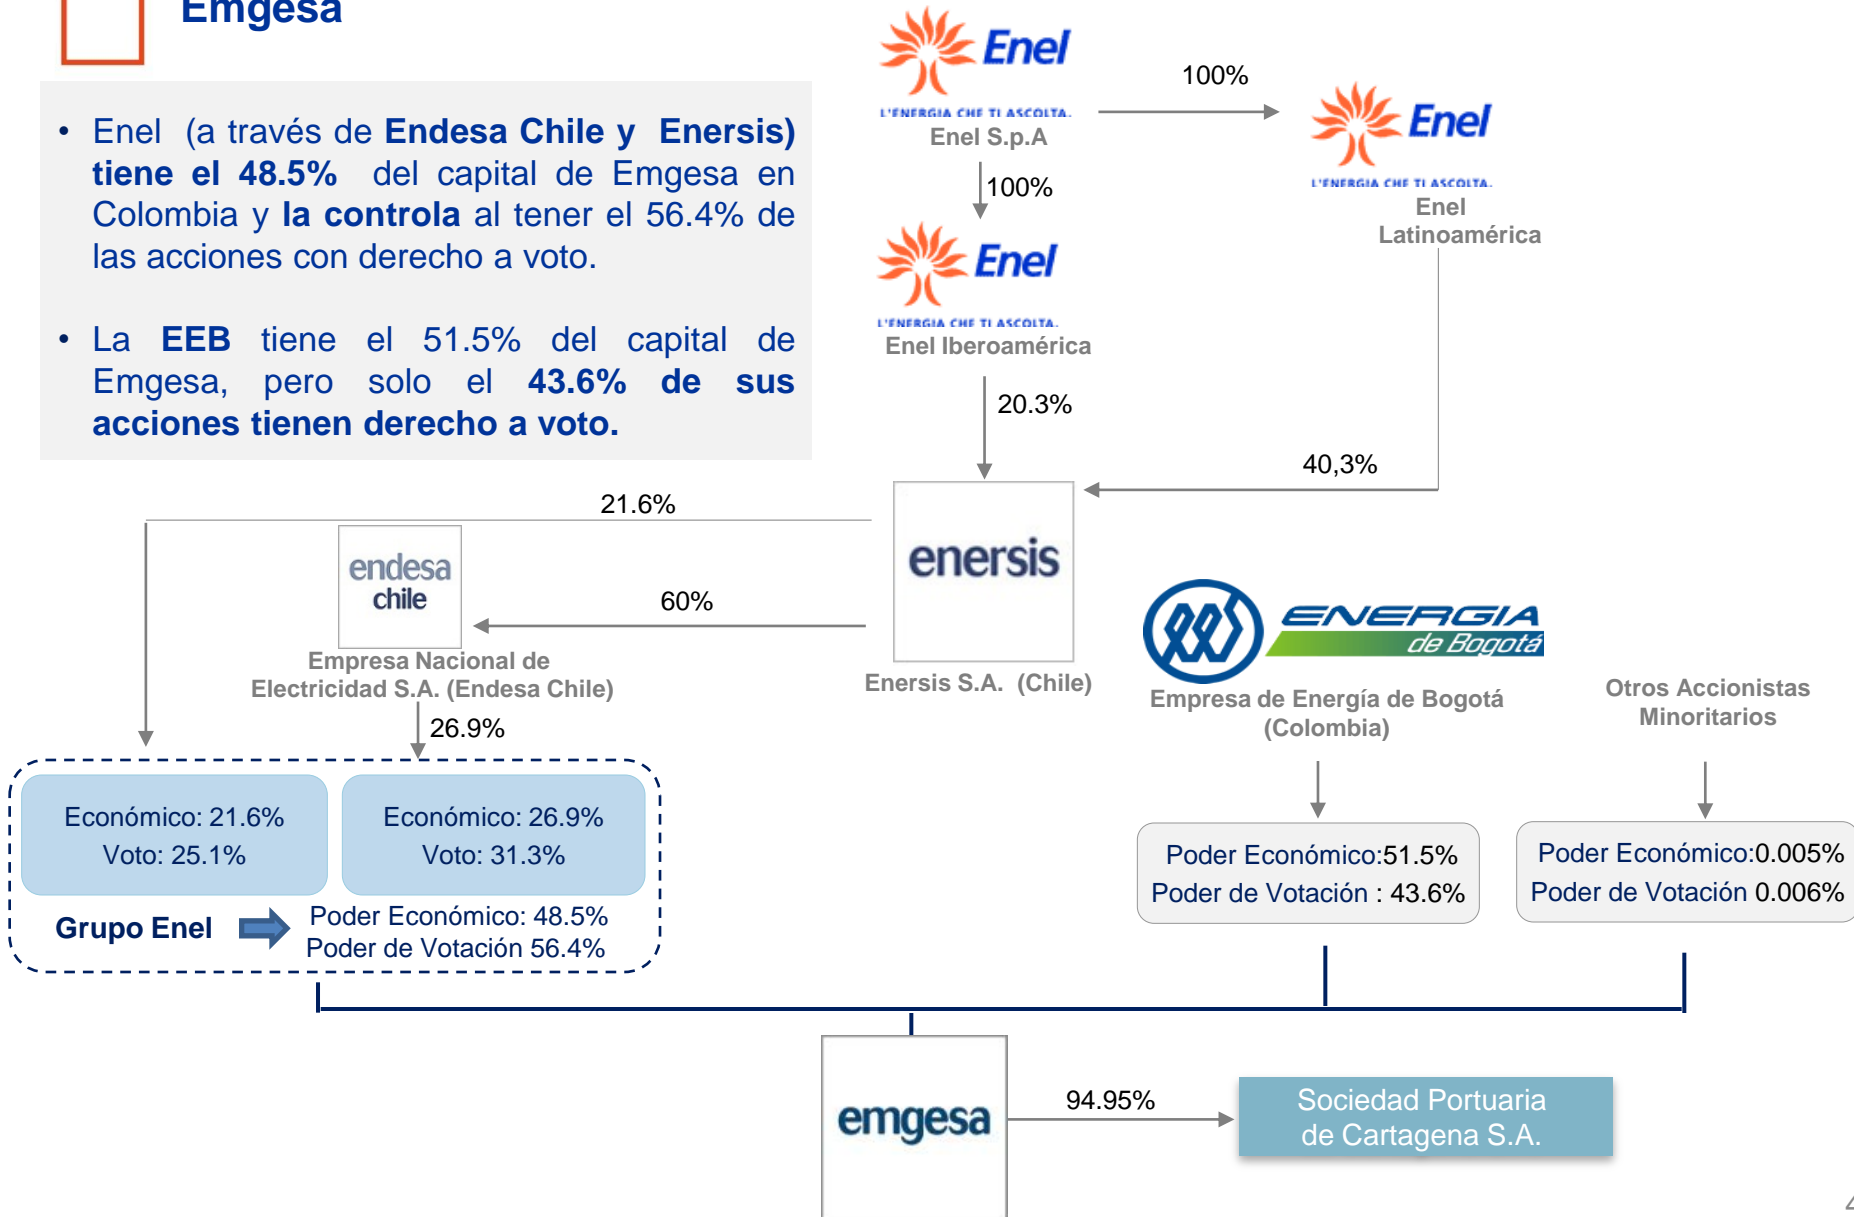 Emgesa
• Enel (a través de Endesa Chile y Enersis)
tiene el 48.5% del capital de Emgesa en
Colombia y la controla al tener el 56.4% de
las acciones con derecho a voto.
• La EEB tiene el 51.5% del capital de
Emgesa, pero solo el 43.6% de sus
acciones tienen derecho a voto.
Enel
L'ENERGIA CHE TI ASCOLTA.
Enel S.p.A
100%
Enel
L'ENERGIA CHE TI ASCOLTA.
Enel
Latinoamérica
100%
Enel
L'ENERGIA CHE TI ASCOLTA.
Enel Iberoamérica
20.3%
40,3%
21.6%
enersis
Enersis S.A. (Chile)
60%
endesa
chile
Empresa Nacional de
Electricidad S.A. (Endesa Chile)
26.9%
ENERGIA
de Bogotá
Empresa de Energía de Bogotá
(Colombia)
Otros Accionistas
Minoritarios
Económico: 21.6%
Voto: 25.1%
Económico: 26.9%
Voto: 31.3%
Grupo Enel
Poder Económico: 48.5%
Poder de Votación 56.4%
Poder Económico:51.5%
Poder de Votación : 43.6%
Poder Económico:0.005%
Poder de Votación 0.006%
emgesa
94.95%
Sociedad Portuaria
de Cartagena S.A.
4